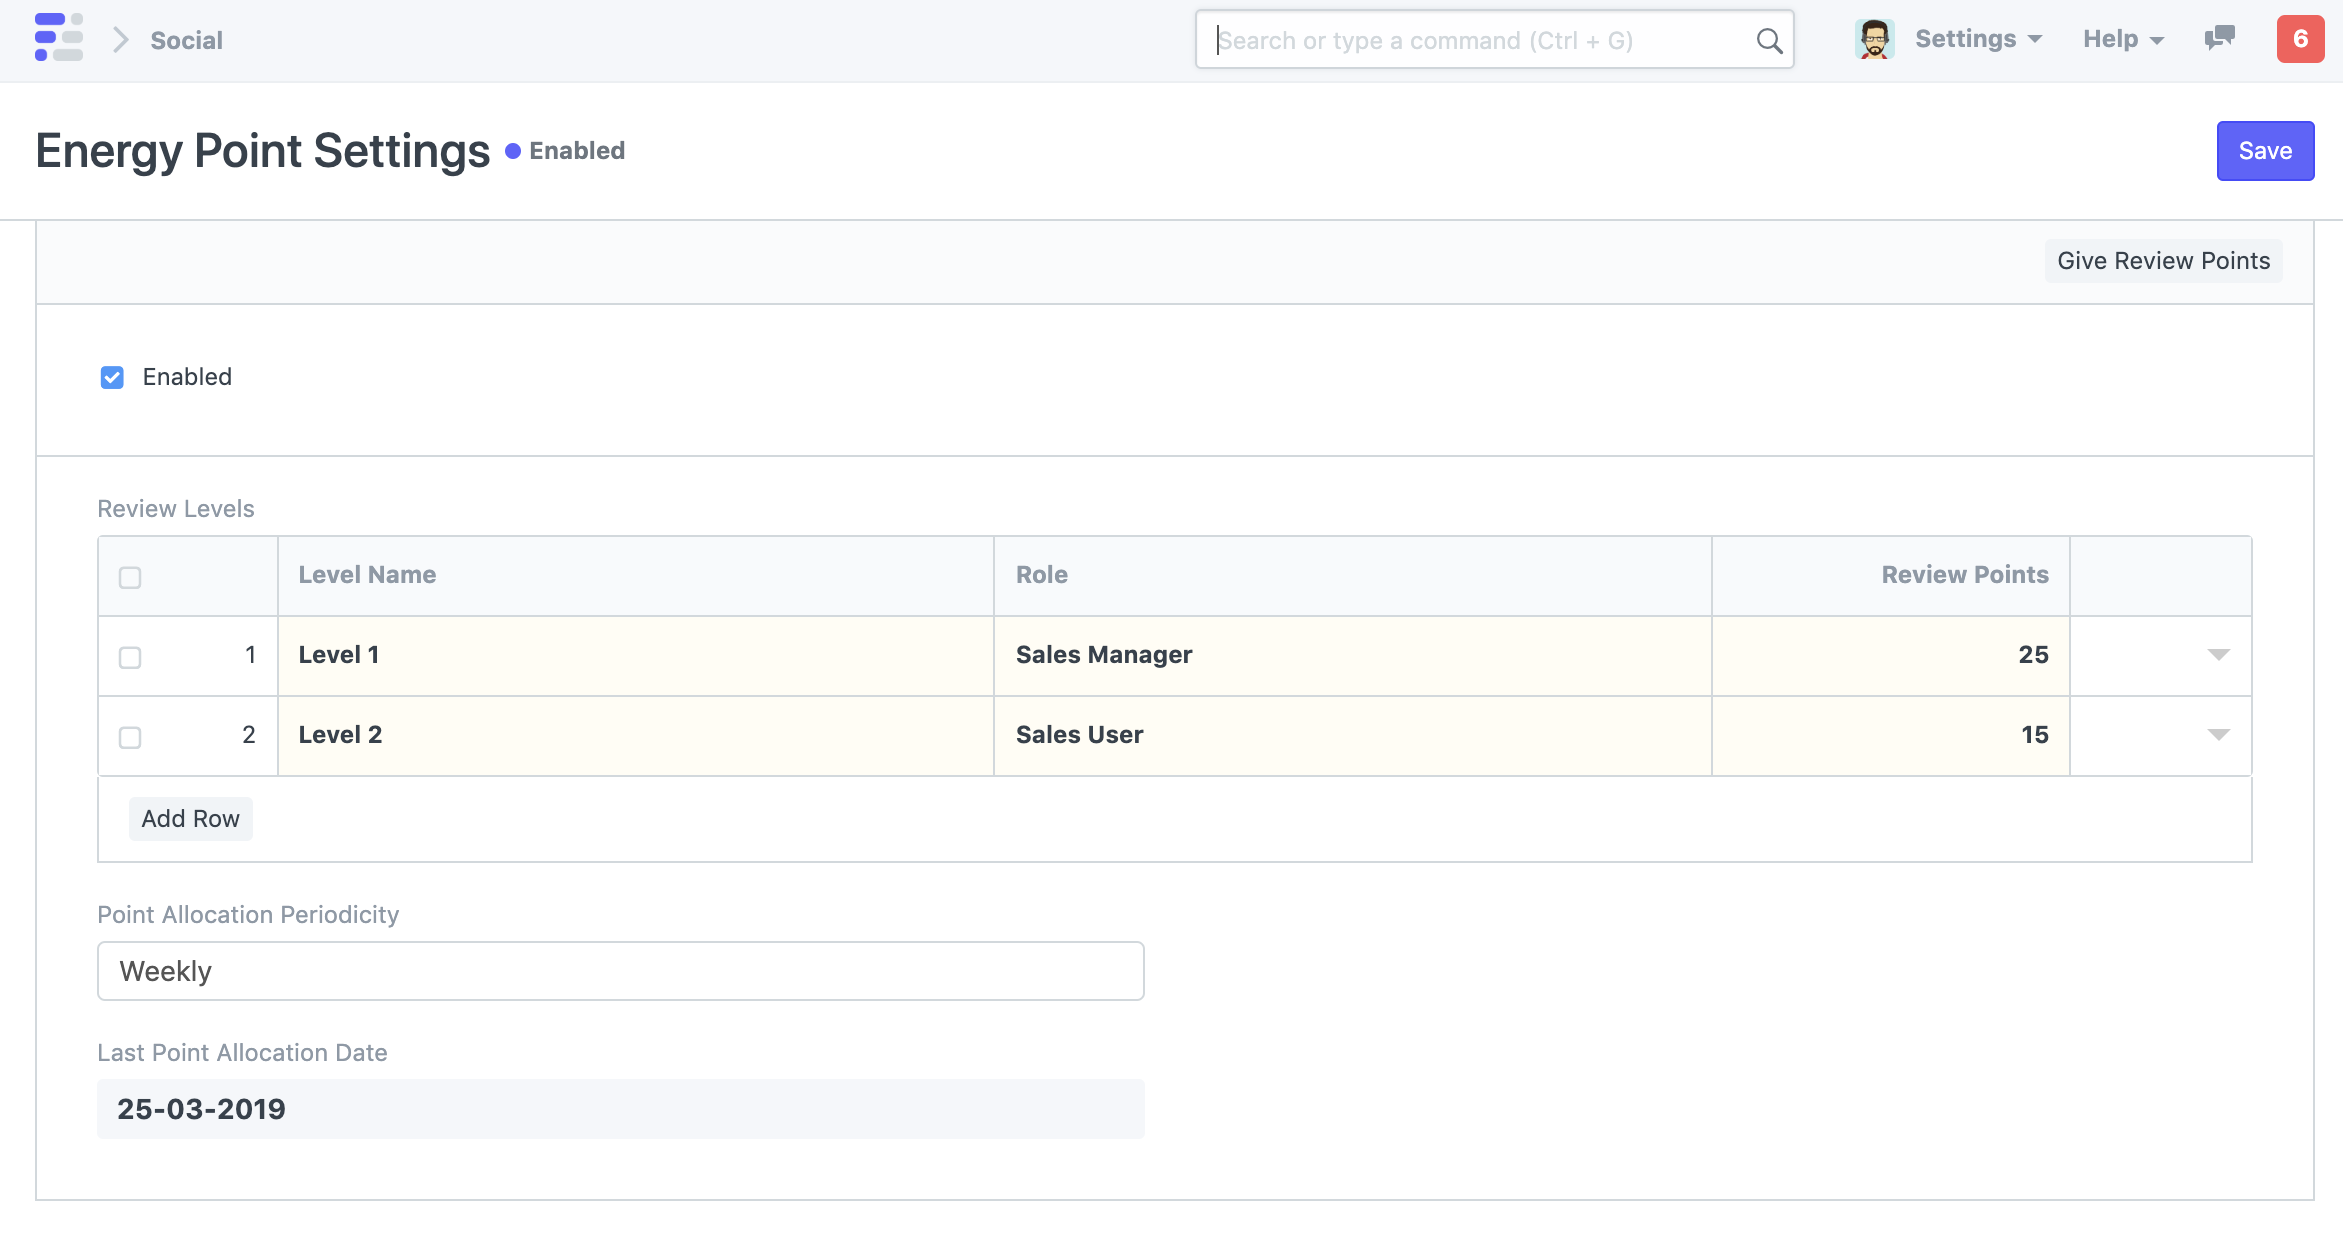 Social
Search or type a command (Ctrl + G)
Settings
Help
6
Energy Point Settings
Enabled
Save
Give Review Points
Enabled
Review Levels
Level Name Role Review Points
1 Level 1 Sales Manager 25
2 Level 2 Sales User 15
Add Row
Point Allocation Periodicity
Weekly
Last Point Allocation Date
25-03-2019